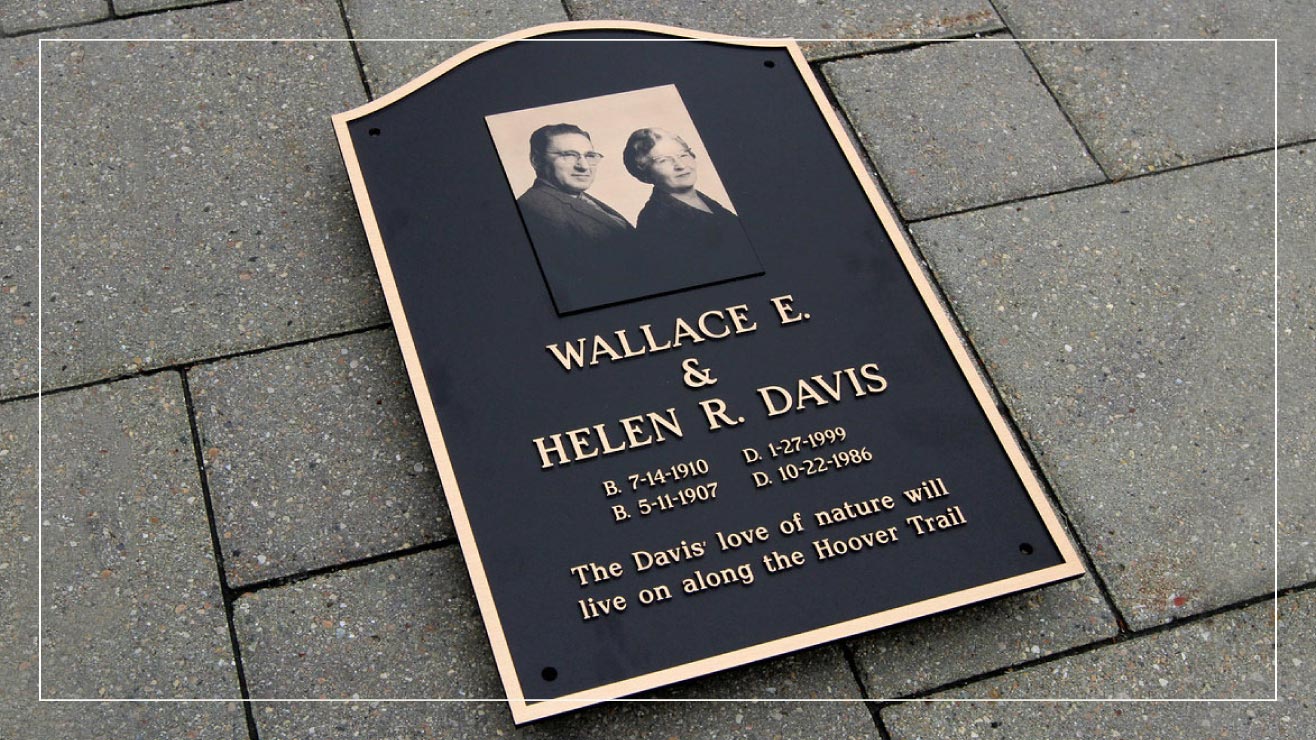 WALLACE E.
&
HELEN R. DAVIS
B. 7-14-1910 D. 1-27-1999
B. 5-11-1907 D. 10-22-1986
The Davis' love of nature will
live on along the Hoover Trail